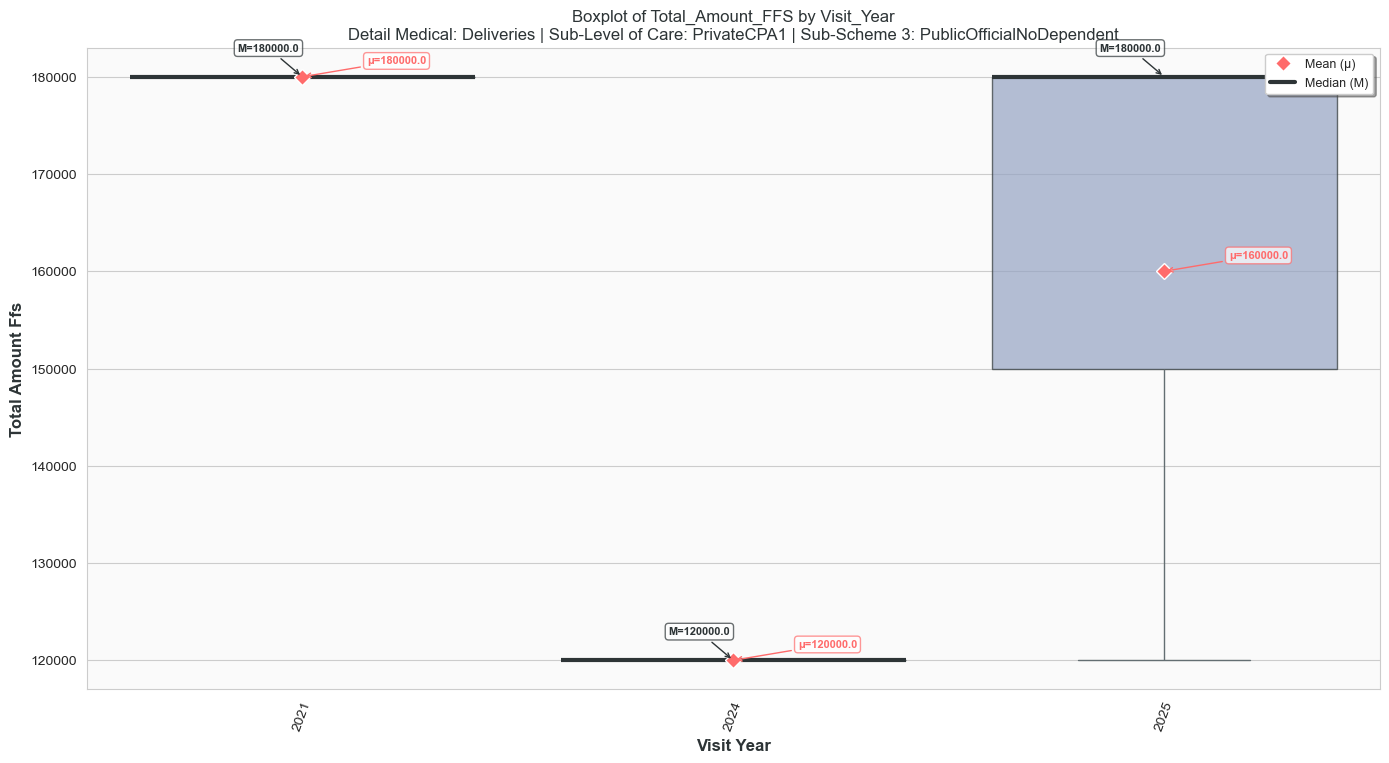 Boxplot of Total_Amount_FFS by Visit_Year
Detail Medical: Deliveries | Sub-Level of Care: PrivateCPA1 | Sub-Scheme 3: PublicOfficialNoDependent
M=180000.0
μ=180000.0
M=180000.0
Mean (μ)
Median (M)
180000
170000
160000
150000
140000
130000
120000
μ=160000.0
M=120000.0
μ=120000.0
Total Amount Ffs
2021
2024
2025
Visit Year